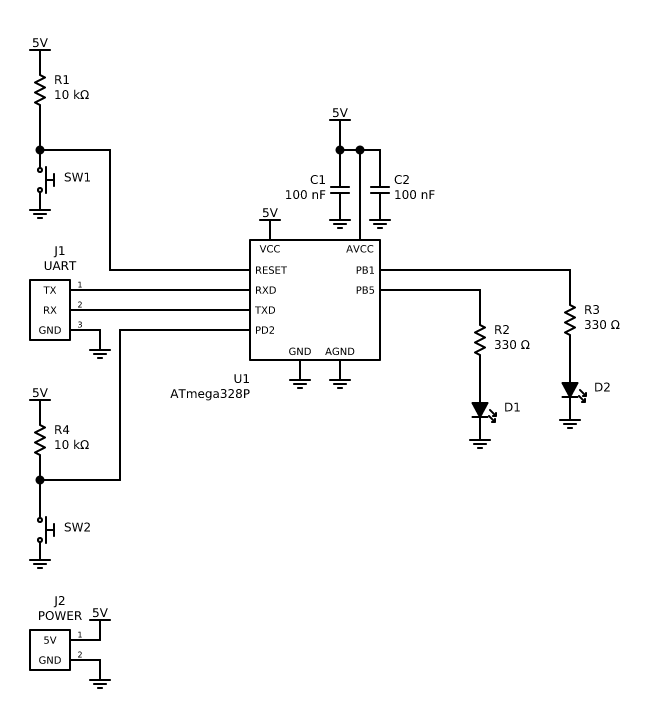 5V
R1
10 kΩ
SW1
5V
C1
100 nF
C2
100 nF
5V
J1
UART
TX 1
RX 2
GND 3
VCC
AVCC
RESET
RXD
TXD
PD2
PB1
PB5
GND
AGND
U1
ATmega328P
R3
330 Ω
R2
330 Ω
D2
D1
5V
R4
10 kΩ
SW2
J2
POWER
5V
5V 1
GND 2